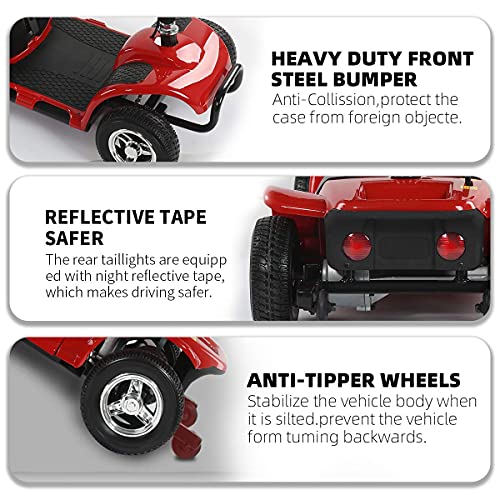 HEAVY DUTY FRONT
STEEL BUMPER
Anti-Collission,protect the
case from foreign objecte.
REFLECTIVE TAPE
SAFER
The rear taillights are equipp
ed with night reflective tape,
which makes driving safer.
ANTI-TIPPER WHEELS
Stabilize the vehicle body when
it is silted.prevent the vehicle
form tuming backwards.